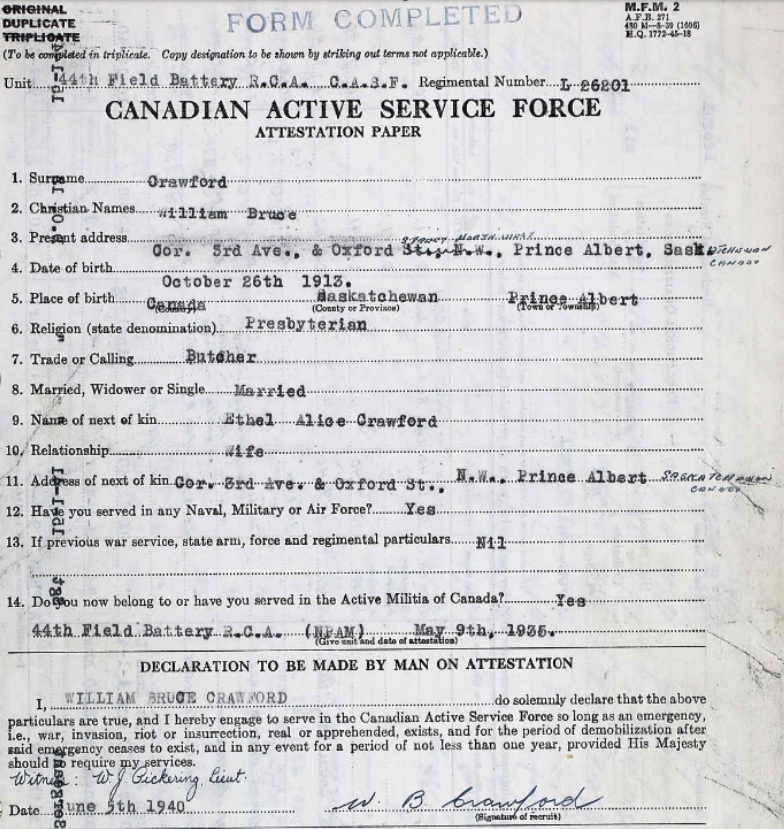 ORIGINAL
DUPLICATE
TRIPLICATE
FORM COMPLETED
M.F.M. 2
A.F.B. 271
H.Q. 1772-45-18
(To be completed in triplicate. Copy designation to be shown by striking out terms not applicable.)
Unit 44th Field Battery R.C.A. C.A.S.F. Regimental Number L 26201
CANADIAN ACTIVE SERVICE FORCE
ATTESTATION PAPER
1. Surname Crawford
2. Christian Names William Bruce
3. Present address Cor. 3rd Ave., & Oxford St., N.W., Prince Albert, Sask
STREET NORTH WEST
ATCHEWAN
CANADA
4. Date of birth October 26th 1913.
5. Place of birth Canada Saskatchewan Prince Albert
(Country) (County or Province) (Town or Township)
6. Religion (state denomination) Presbyterian
7. Trade or Calling Butcher
8. Married, Widower or Single Married
9. Name of next of kin Ethel Alice Crawford
10. Relationship Wife
11. Address of next of kin Cor. 3rd Ave. & Oxford St., N.W., Prince Albert SASKATCHEWAN
CANADA
12. Have you served in any Naval, Military or Air Force? Yes
13. If previous war service, state arm, force and regimental particulars Nil
14. Do you now belong to or have you served in the Active Militia of Canada? Yes
44th Field Battery R.C.A. (NPAM) May 9th, 1935.
(Give unit and date of attestation)
DECLARATION TO BE MADE BY MAN ON ATTESTATION
I, WILLIAM BRUCE CRAWFORD do solemnly declare that the above
particulars are true, and I hereby engage to serve in the Canadian Active Service Force so long as an emergency,
i.e., war, invasion, riot or insurrection, real or apprehended, exists, and for the period of demobilization after
said emergency ceases to exist, and in any event for a period of not less than one year, provided His Majesty
should require my services.
Witness: W. J. Pickering Lieut.
Date June 5th 1940 W. B. Crawford
(Signature of recruit)